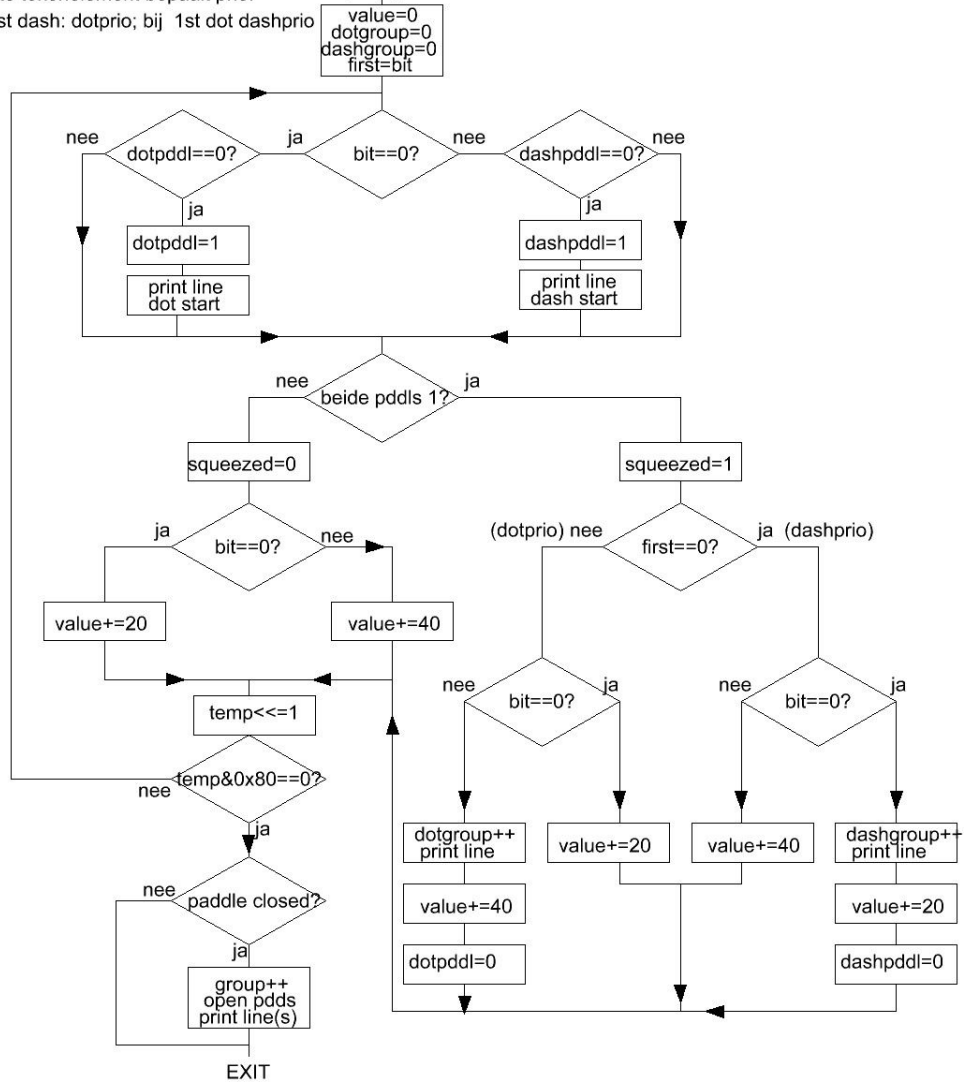 st dash: dotprio; bij 1st dot dashprio
value=0
dotgroup=0
dashgroup=0
first=bit
nee
dotpddl==0?
ja
bit==0?
nee
dashpddl==0?
nee
ja
ja
dotpddl=1
dashpddl=1
print line
dot start
print line
dash start
nee
beide pddls 1?
ja
squeezed=0
squeezed=1
ja
bit==0?
nee
(dotprio) nee
first==0?
ja (dashprio)
value+=20
value+=40
nee
bit==0?
ja
nee
bit==0?
ja
temp<<=1
temp&0x80==0?
nee
ja
dotgroup++
print line
value+=20
value+=40
dashgroup++
print line
nee
paddle closed?
ja
value+=40
value+=20
dotpddl=0
dashpddl=0
group++
open pdds
print line(s)
EXIT